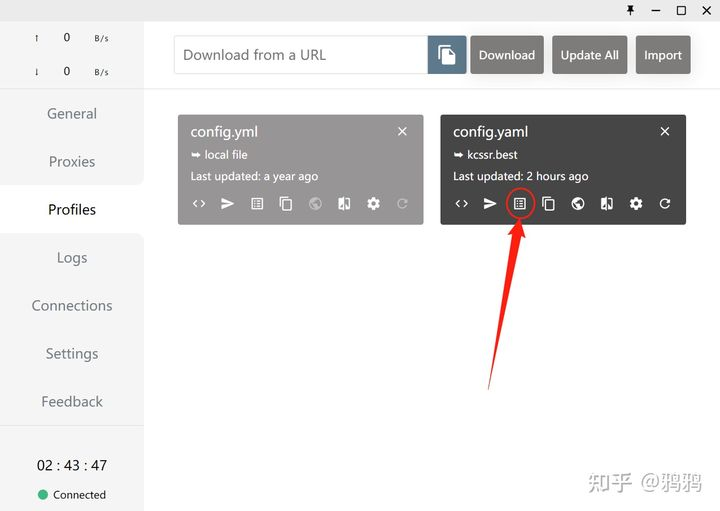 ↑ 0 B/s
↓ 0 B/s
General
Proxies
Profiles
Logs
Connections
Settings
Feedback
02 : 43 : 47
Connected
Download from a URL
Download
Update All
Import
config.yml
local file
Last updated: a year ago
config.yaml
kcssr.best
Last updated: 2 hours ago
知乎 @鸦鸦